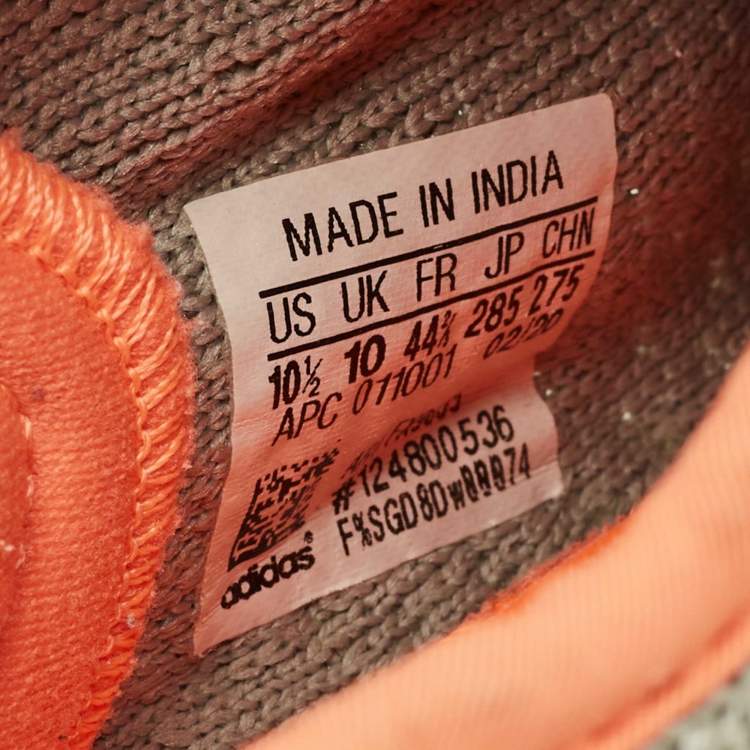 MADE IN INDIA
US UK FR JP CHN
10½ 10 44⅔ 285 275
APC 011001 02/20
#124800536
adidas®